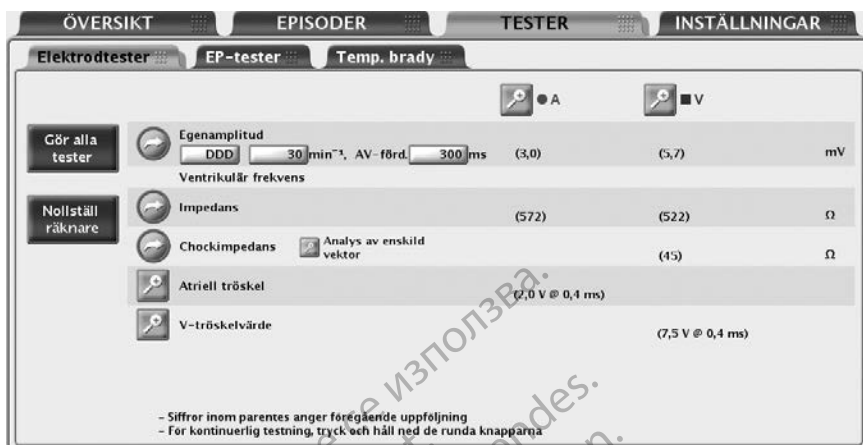 ÖVERSIKT EPISODER TESTER INSTÄLLNINGAR
Elektrodtester EP-tester Temp. brady
A V
Gör alla tester
Egenamplitud
DDD 30 min⁻¹, AV-förd. 300 ms (3,0) (5,7) mV
Ventrikulär frekvens
Nollställ räknare
Impedans (572) (522) Ω
Chockimpedans Analys av enskild vektor (45) Ω
Atriell tröskel (2,0 V @ 0,4 ms)
V-tröskelvärde (7,5 V @ 0,4 ms)
- Siffror inom parentes anger föregående uppföljning
- För kontinuerlig testning, tryck och håll ned de runda knapparna
се използва.
endes.